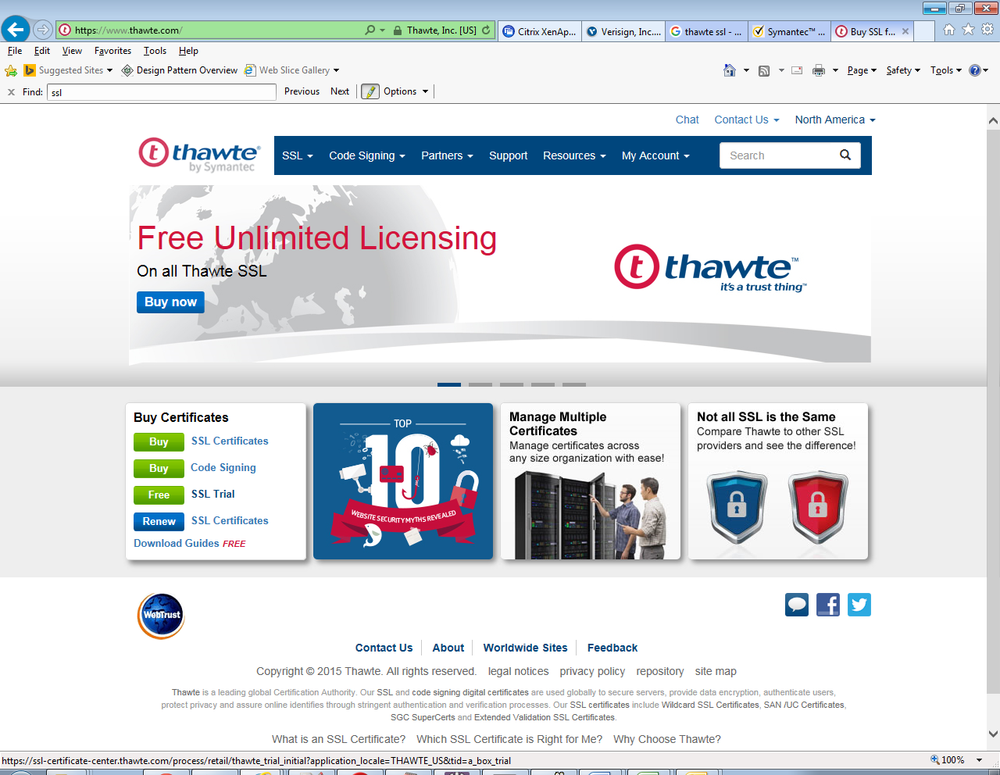 https://www.thawte.com/
Thawte, Inc. [US]
Citrix XenAp...
Verisign, Inc....
thawte ssl - ...
Symantec™ ...
Buy SSL f...
File Edit View Favorites Tools Help
Suggested Sites Design Pattern Overview Web Slice Gallery
Page Safety Tools
Find: ssl Previous Next Options
Chat Contact Us North America
thawte®
by Symantec
SSL Code Signing Partners Support Resources My Account Search
Free Unlimited Licensing
On all Thawte SSL
Buy now
thawte™
it's a trust thing™
Buy Certificates
Buy SSL Certificates
Buy Code Signing
Free SSL Trial
Renew SSL Certificates
Download Guides FREE
TOP
10
WEBSITE SECURITY MYTHS REVEALED
Manage Multiple
Certificates
Manage certificates across
any size organization with ease!
Not all SSL is the Same
Compare Thawte to other SSL
providers and see the difference!
WebTrust
Contact Us About Worldwide Sites Feedback
Copyright © 2015 Thawte. All rights reserved. legal notices privacy policy repository site map
Thawte is a leading global Certification Authority. Our SSL and code signing digital certificates are used globally to secure servers, provide data encryption, authenticate users,
protect privacy and assure online identifies through stringent authentication and verification processes. Our SSL certificates include Wildcard SSL Certificates, SAN /UC Certificates,
SGC SuperCerts and Extended Validation SSL Certificates.
What is an SSL Certificate? Which SSL Certificate is Right for Me? Why Choose Thawte?
https://ssl-certificate-center.thawte.com/process/retail/thawte_trial_initial?application_locale=THAWTE_US&tid=a_box_trial
100%